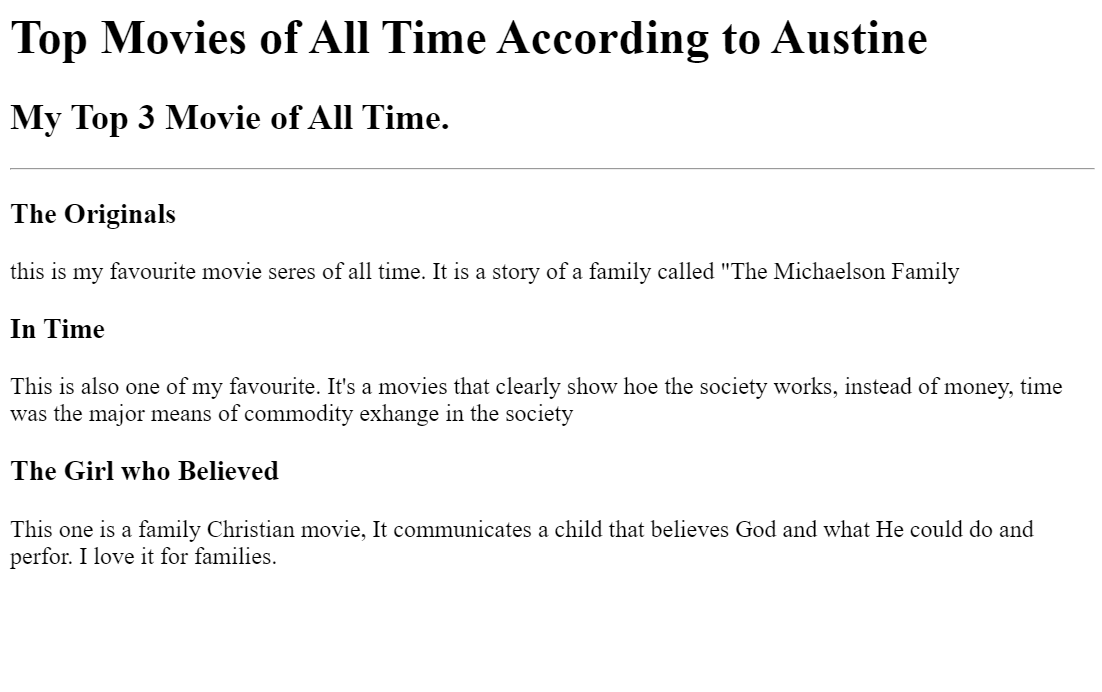 Top Movies of All Time According to Austine
My Top 3 Movie of All Time.
The Originals
this is my favourite movie seres of all time. It is a story of a family called "The Michaelson Family
In Time
This is also one of my favourite. It's a movies that clearly show hoe the society works, instead of money, time
was the major means of commodity exhange in the society
The Girl who Believed
This one is a family Christian movie, It communicates a child that believes God and what He could do and
perfor. I love it for families.